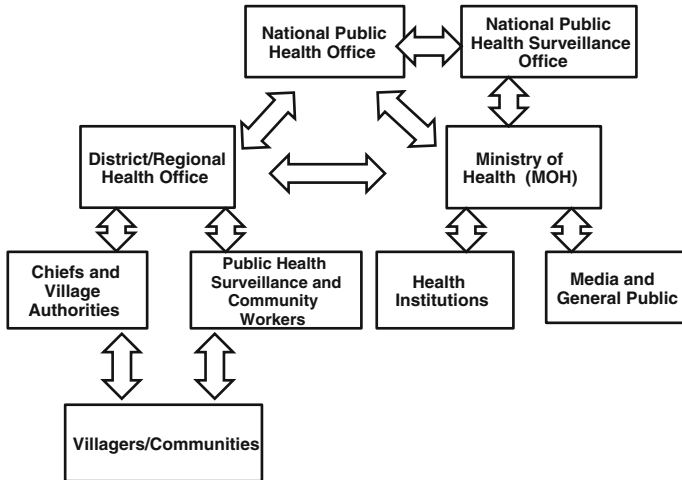 National Public
Health Office
National Public
Health Surveillance
Office
District/Regional
Health Office
Ministry of
Health (MOH)
Chiefs and
Village
Authorities
Public Health
Surveillance and
Community
Workers
Health
Institutions
Media and
General Public
Villagers/Communities